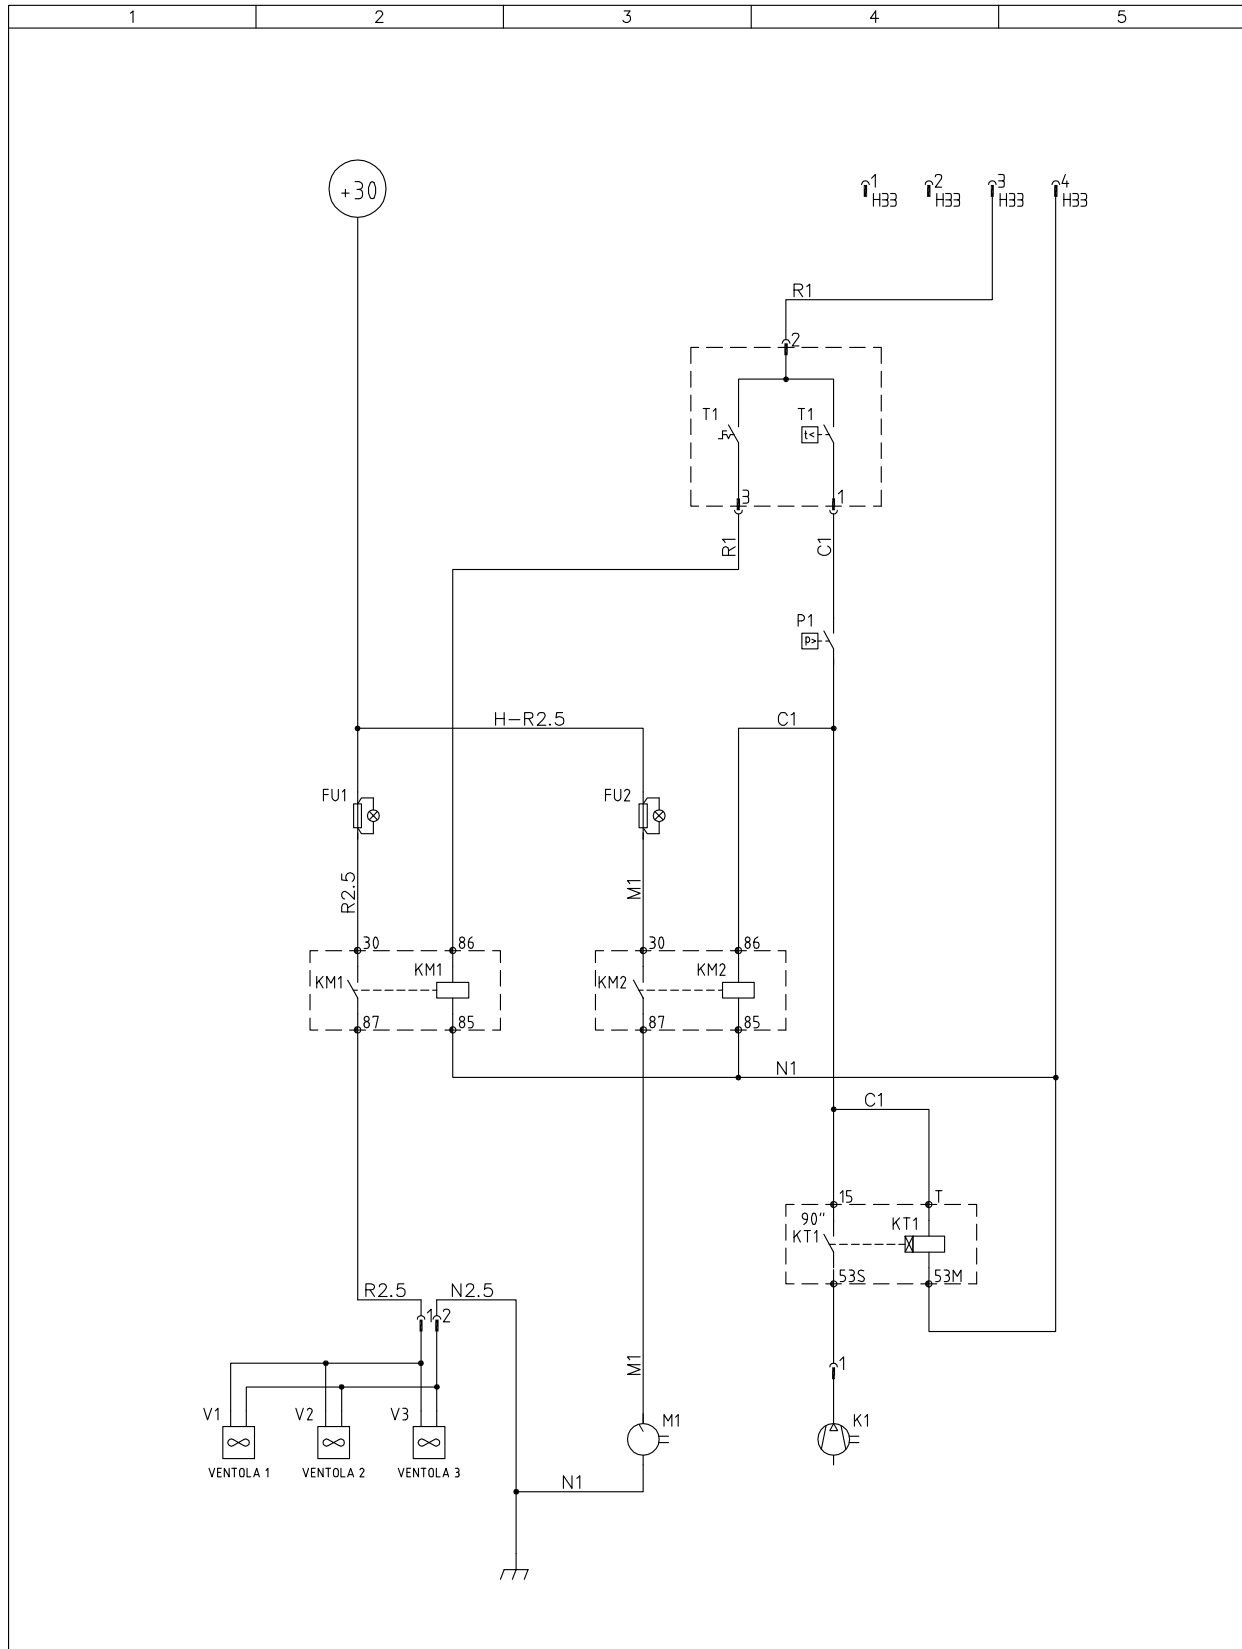 1 2 3 4 5
+30
1 2 3 4
H33 H33 H33 H33
R1
2
T1 T1
t<
3 1
R1 C1
P1
p>
H-R2.5 C1
FU1 FU2
R2.5 M1
30 86 30 86
KM1 KM1 KM2 KM2
87 85 87 85
N1
C1
15 T
90"
KT1 KT1
53S 53M
R2.5 N2.5
1 2
M1 1
V1 V2 V3 M1 K1
VENTOLA 1 VENTOLA 2 VENTOLA 3
N1